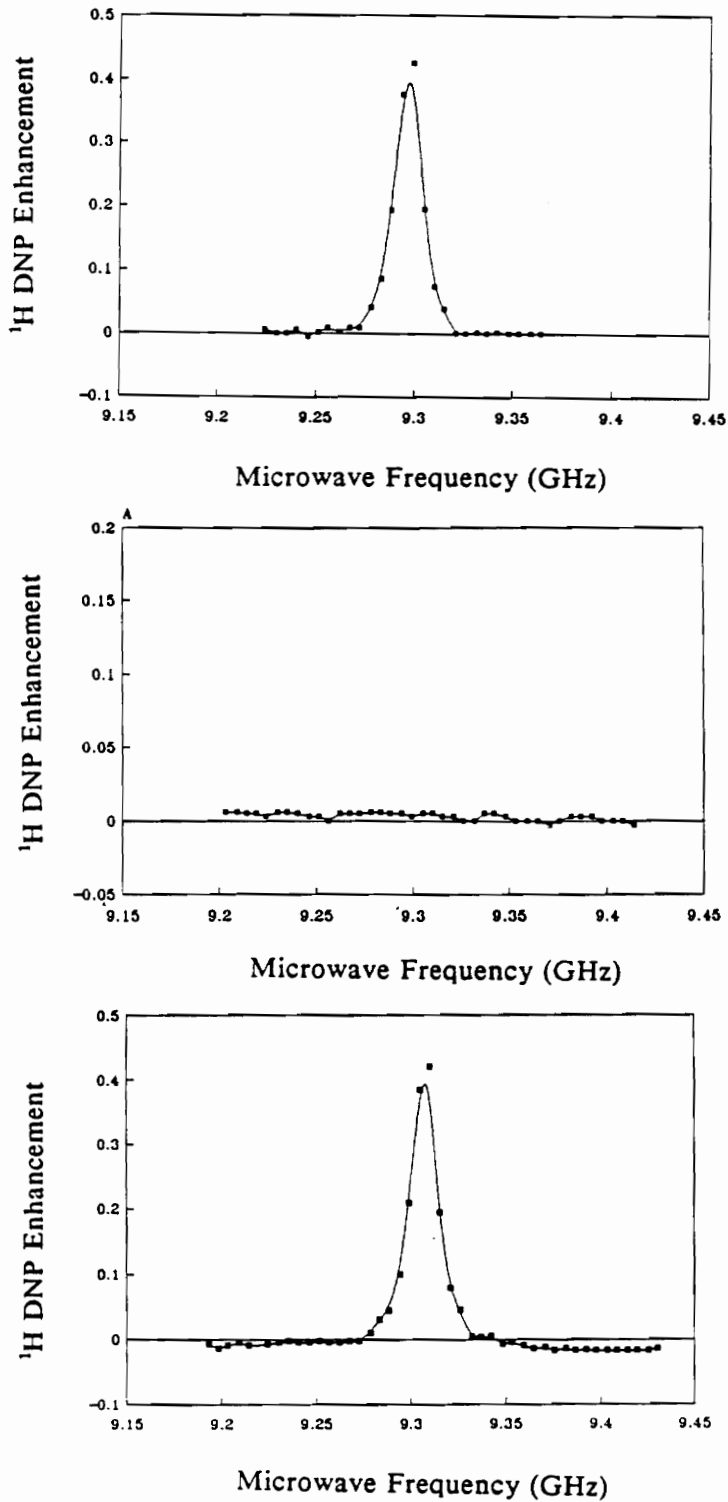 0.5
0.4
0.3
0.2
0.1
0
-0.1
¹H DNP Enhancement
9.15 9.2 9.25 9.3 9.35 9.4 9.45
Microwave Frequency (GHz)
A
0.2
0.15
0.1
0.05
0
-0.05
¹H DNP Enhancement
9.15 9.2 9.25 9.3 9.35 9.4 9.45
Microwave Frequency (GHz)
0.5
0.4
0.3
0.2
0.1
0
-0.1
¹H DNP Enhancement
9.15 9.2 9.25 9.3 9.35 9.4 9.45
Microwave Frequency (GHz)